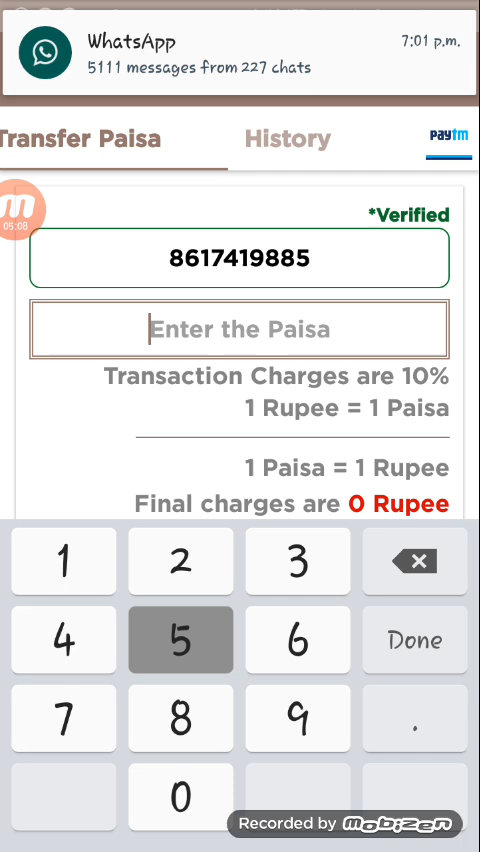 WhatsApp
7:01 p.m.
5111 messages from 227 chats
Transfer Paisa
History
paytm
05:08
*Verified
8617419885
Enter the Paisa
Transaction Charges are 10%
1 Rupee = 1 Paisa
1 Paisa = 1 Rupee
Final charges are 0 Rupee
1 2 3
4 5 6 Done
7 8 9 .
0
Recorded by mobizen